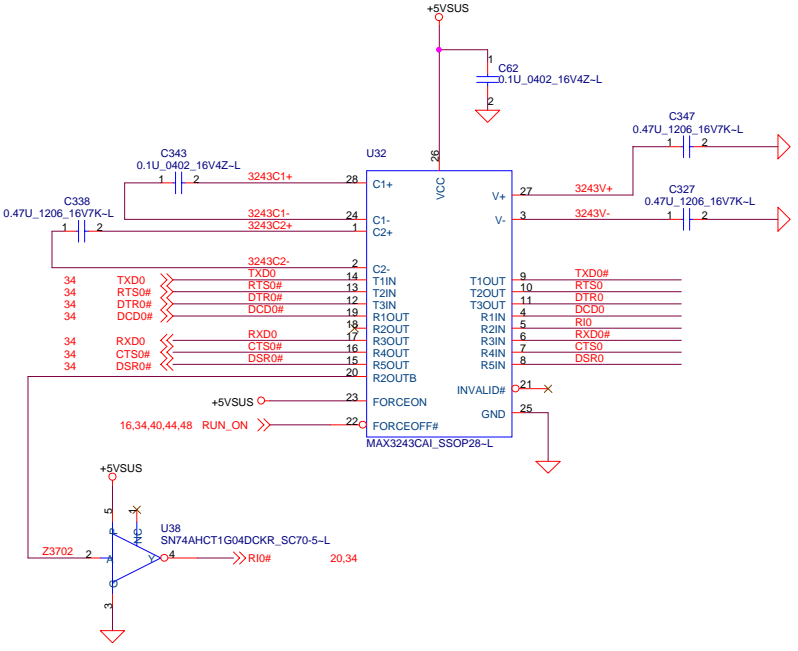 +5VSUS
1
C62
0.1U_0402_16V4Z~L
2
C347
0.47U_1206_16V7K~L
1 2
C343
0.1U_0402_16V4Z~L
1 2
3243C1+
28
C1+
U32
26
VCC
V+
27
3243V+
C327
0.47U_1206_16V7K~L
1 2
V-
3
3243V-
C338
0.47U_1206_16V7K~L
1 2
3243C1-
24
C1-
3243C2+
1
C2+
3243C2-
2
C2-
34 TXD0 TXD0 14 T1IN
34 RTS0# RTS0# 13 T2IN
34 DTR0# DTR0# 12 T3IN
34 DCD0# DCD0# 19 R1OUT
18 R2OUT
34 RXD0 RXD0 17 R3OUT
34 CTS0# CTS0# 16 R4OUT
34 DSR0# DSR0# 15 R5OUT
20 R2OUTB
T1OUT 9 TXD0#
T2OUT 10 RTS0
T3OUT 11 DTR0
R1IN 4 DCD0
R2IN 5 RI0
R3IN 6 RXD0#
R4IN 7 CTS0
R5IN 8 DSR0
INVALID# 21
GND 25
+5VSUS 23 FORCEON
16,34,40,44,48 RUN_ON 22 FORCEOFF#
MAX3243CAI_SSOP28~L
+5VSUS
5
P
1
NC
U38
SN74AHCT1G04DCKR_SC70-5~L
Z3702 2 A Y 4 RI0# 20,34
G
3